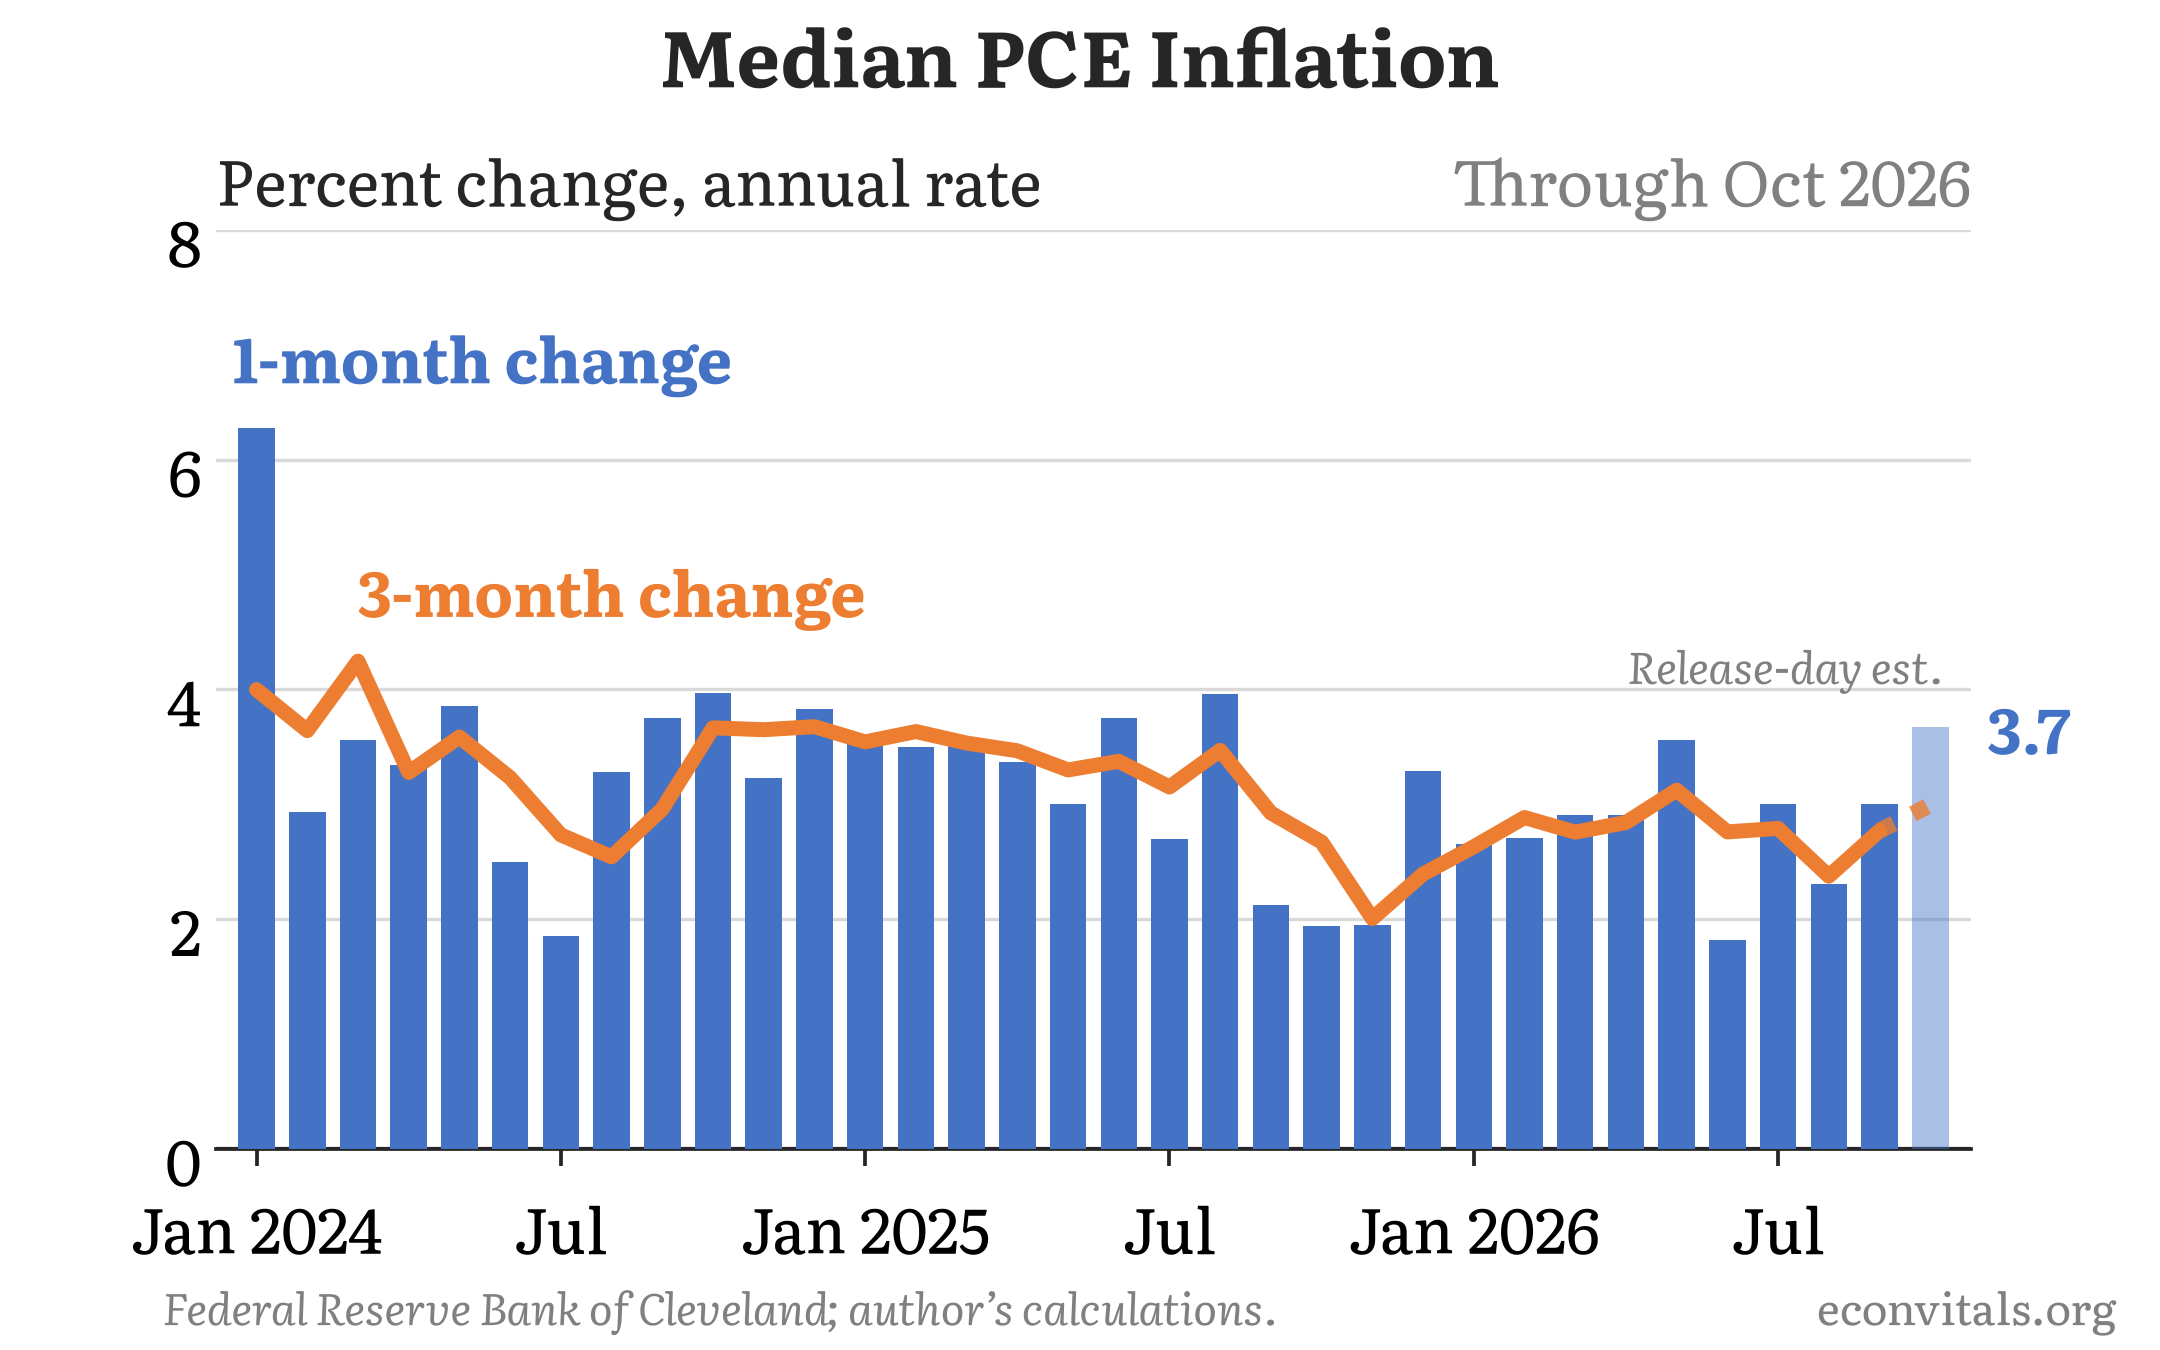 Median PCE Inflation
Percent change, annual rate
Through Oct 2026
8
1-month change
6
3-month change
Release-day est.
4
3.7
2
0
Jan 2024
Jul
Jan 2025
Jul
Jan 2026
Jul
Federal Reserve Bank of Cleveland; author’s calculations.
econvitals.org